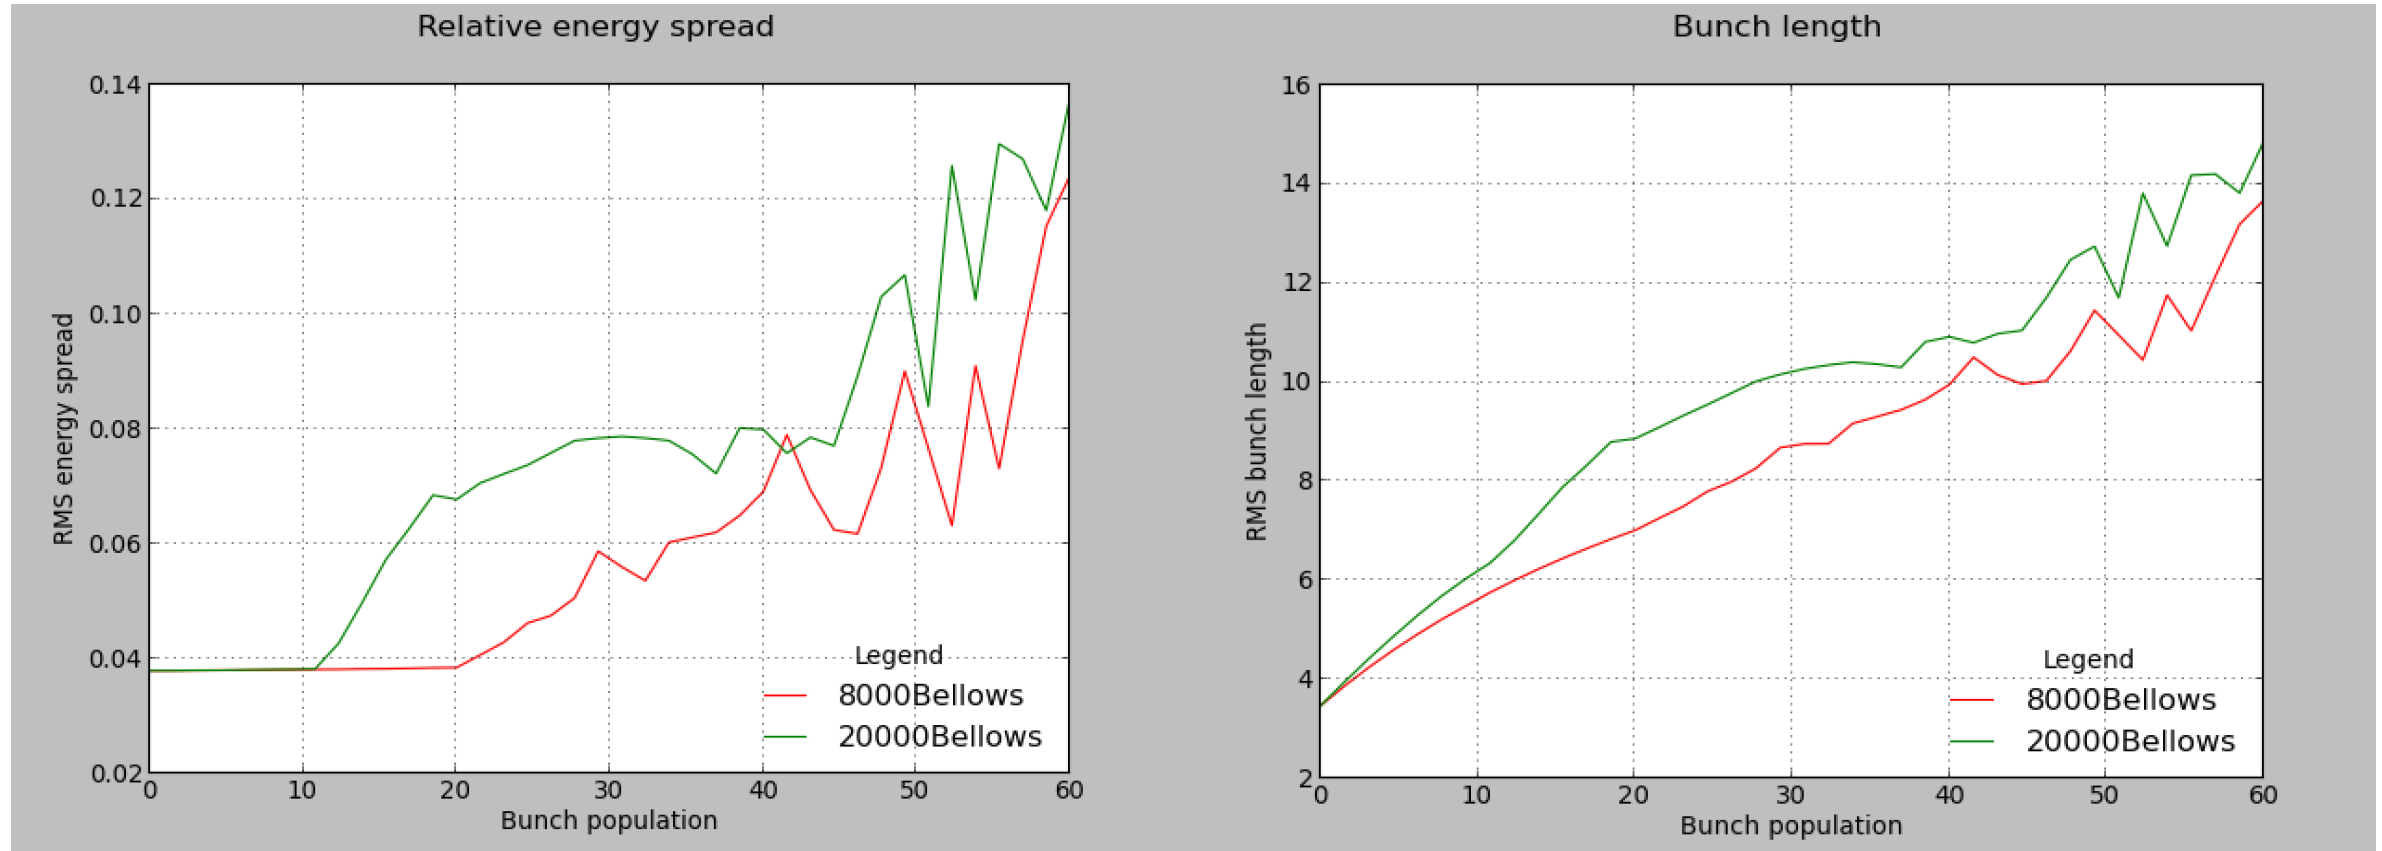 Relative energy spread
0.14
0.12
0.10
0.08
0.06
0.04
0.02
RMS energy spread
0 10 20 30 40 50 60
Bunch population
Legend
8000Bellows
20000Bellows
Bunch length
16
14
12
10
8
6
4
2
RMS bunch length
0 10 20 30 40 50 60
Bunch population
Legend
8000Bellows
20000Bellows